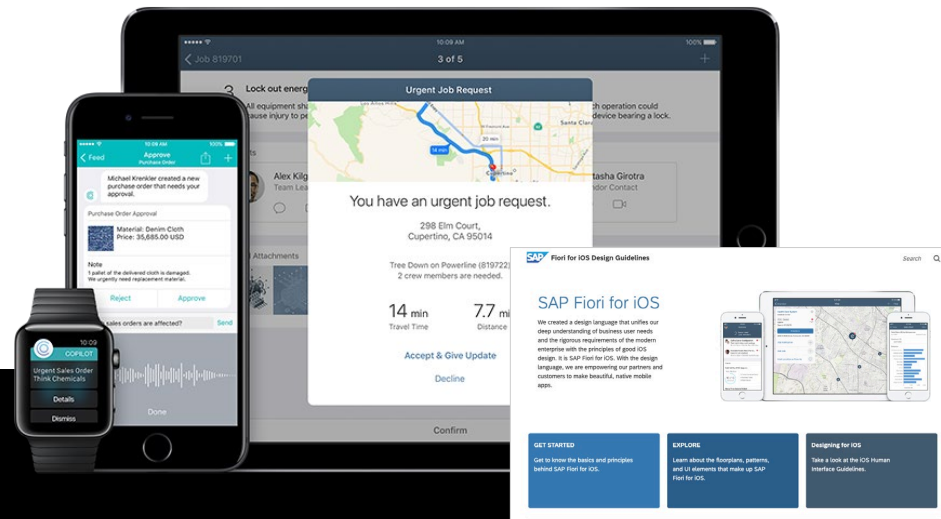 10:09 AM
100%
Job 819701
3 of 5
+
3 Lock out energ
All equipment sha
cause injury to pe
ch operation could
device bearing a lock.
Alex Kilg
Team Lea
tasha Girotra
dor Contact
Attachments
Urgent Job Request
Los Altos Hills
Santa Clara
20 min
14 min
Cupertino
You have an urgent job request.
298 Elm Court,
Cupertino, CA 95014
Tree Down on Powerline (819722)
2 crew members are needed.
14 min
7.7 mi
Travel Time
Distance
Accept & Give Update
Decline
Confirm
10:09 AM
100%
Feed
Approve
Purchase Order
+
Michael Krenkler created a new
purchase order that needs your
approval.
Purchase Order Approval
Material: Denim Cloth
Price: 35,685.00 USD
Note
1 pallet of the delivered cloth is damaged.
We urgently need replacement material.
Reject
Approve
sales orders are affected?
Send
Done
10:09
COPILOT
Urgent Sales Order
Think Chemicals
Details
Dismiss
SAP Fiori for iOS Design Guidelines
Search
SAP Fiori for iOS
We created a design language that unifies our
deep understanding of business user needs
and the rigorous requirements of the modern
enterprise with the principles of good iOS
design. It is SAP Fiori for iOS. With the design
language, we are empowering our partners and
customers to make beautiful, native mobile
apps.
GET STARTED
Get to know the basics and principles
behind SAP Fiori for iOS.
EXPLORE
Learn about the floorplans, patterns,
and UI elements that make up SAP
Fiori for iOS.
Designing for iOS
Take a look at the iOS Human
Interface Guidelines.